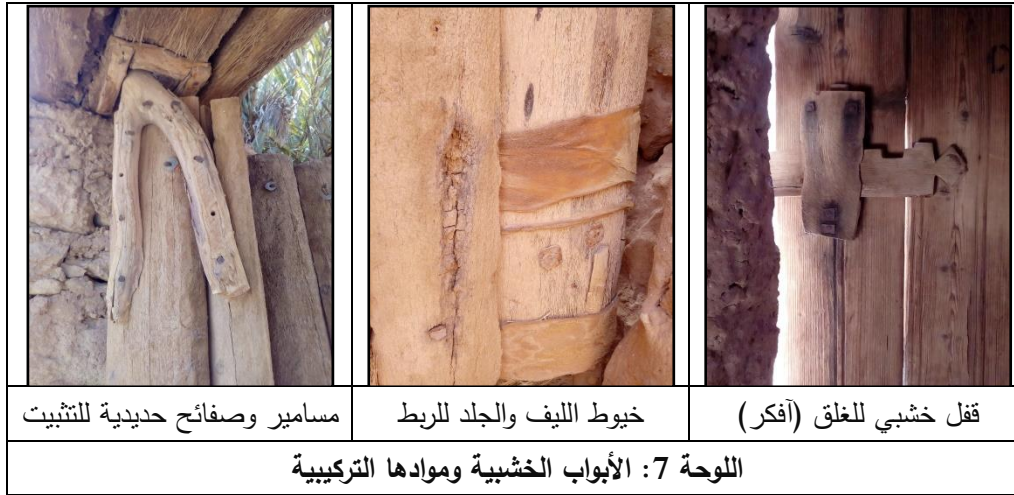 قفل خشبي للغلق (آفكر)
خيوط الليف والجلد للربط
مسامير وصفائح حديدية للتثبيت
اللوحة 7: الأبواب الخشبية وموادها التركيبية